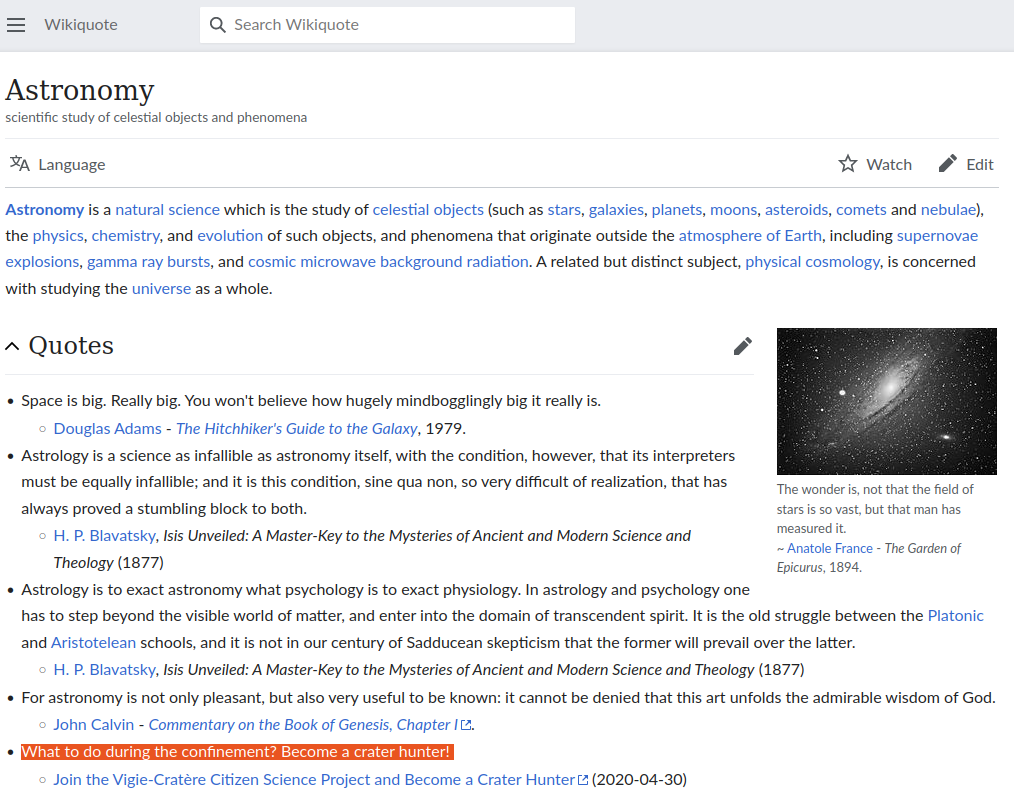 Wikiquote
Search Wikiquote
Astronomy
scientific study of celestial objects and phenomena
Language
Watch
Edit
Astronomy is a natural science which is the study of celestial objects (such as stars, galaxies, planets, moons, asteroids, comets and nebulae),
the physics, chemistry, and evolution of such objects, and phenomena that originate outside the atmosphere of Earth, including supernovae
explosions, gamma ray bursts, and cosmic microwave background radiation. A related but distinct subject, physical cosmology, is concerned
with studying the universe as a whole.
Quotes
• Space is big. Really big. You won't believe how hugely mindbogglingly big it really is.
○ Douglas Adams - The Hitchhiker's Guide to the Galaxy, 1979.
• Astrology is a science as infallible as astronomy itself, with the condition, however, that its interpreters
must be equally infallible; and it is this condition, sine qua non, so very difficult of realization, that has
always proved a stumbling block to both.
○ H. P. Blavatsky, Isis Unveiled: A Master-Key to the Mysteries of Ancient and Modern Science and
Theology (1877)
The wonder is, not that the field of
stars is so vast, but that man has
measured it.
~ Anatole France - The Garden of
Epicurus, 1894.
• Astrology is to exact astronomy what psychology is to exact physiology. In astrology and psychology one
has to step beyond the visible world of matter, and enter into the domain of transcendent spirit. It is the old struggle between the Platonic
and Aristotelean schools, and it is not in our century of Sadducean skepticism that the former will prevail over the latter.
○ H. P. Blavatsky, Isis Unveiled: A Master-Key to the Mysteries of Ancient and Modern Science and Theology (1877)
• For astronomy is not only pleasant, but also very useful to be known: it cannot be denied that this art unfolds the admirable wisdom of God.
○ John Calvin - Commentary on the Book of Genesis, Chapter I.
• What to do during the confinement? Become a crater hunter!
○ Join the Vigie-Cratère Citizen Science Project and Become a Crater Hunter (2020-04-30)